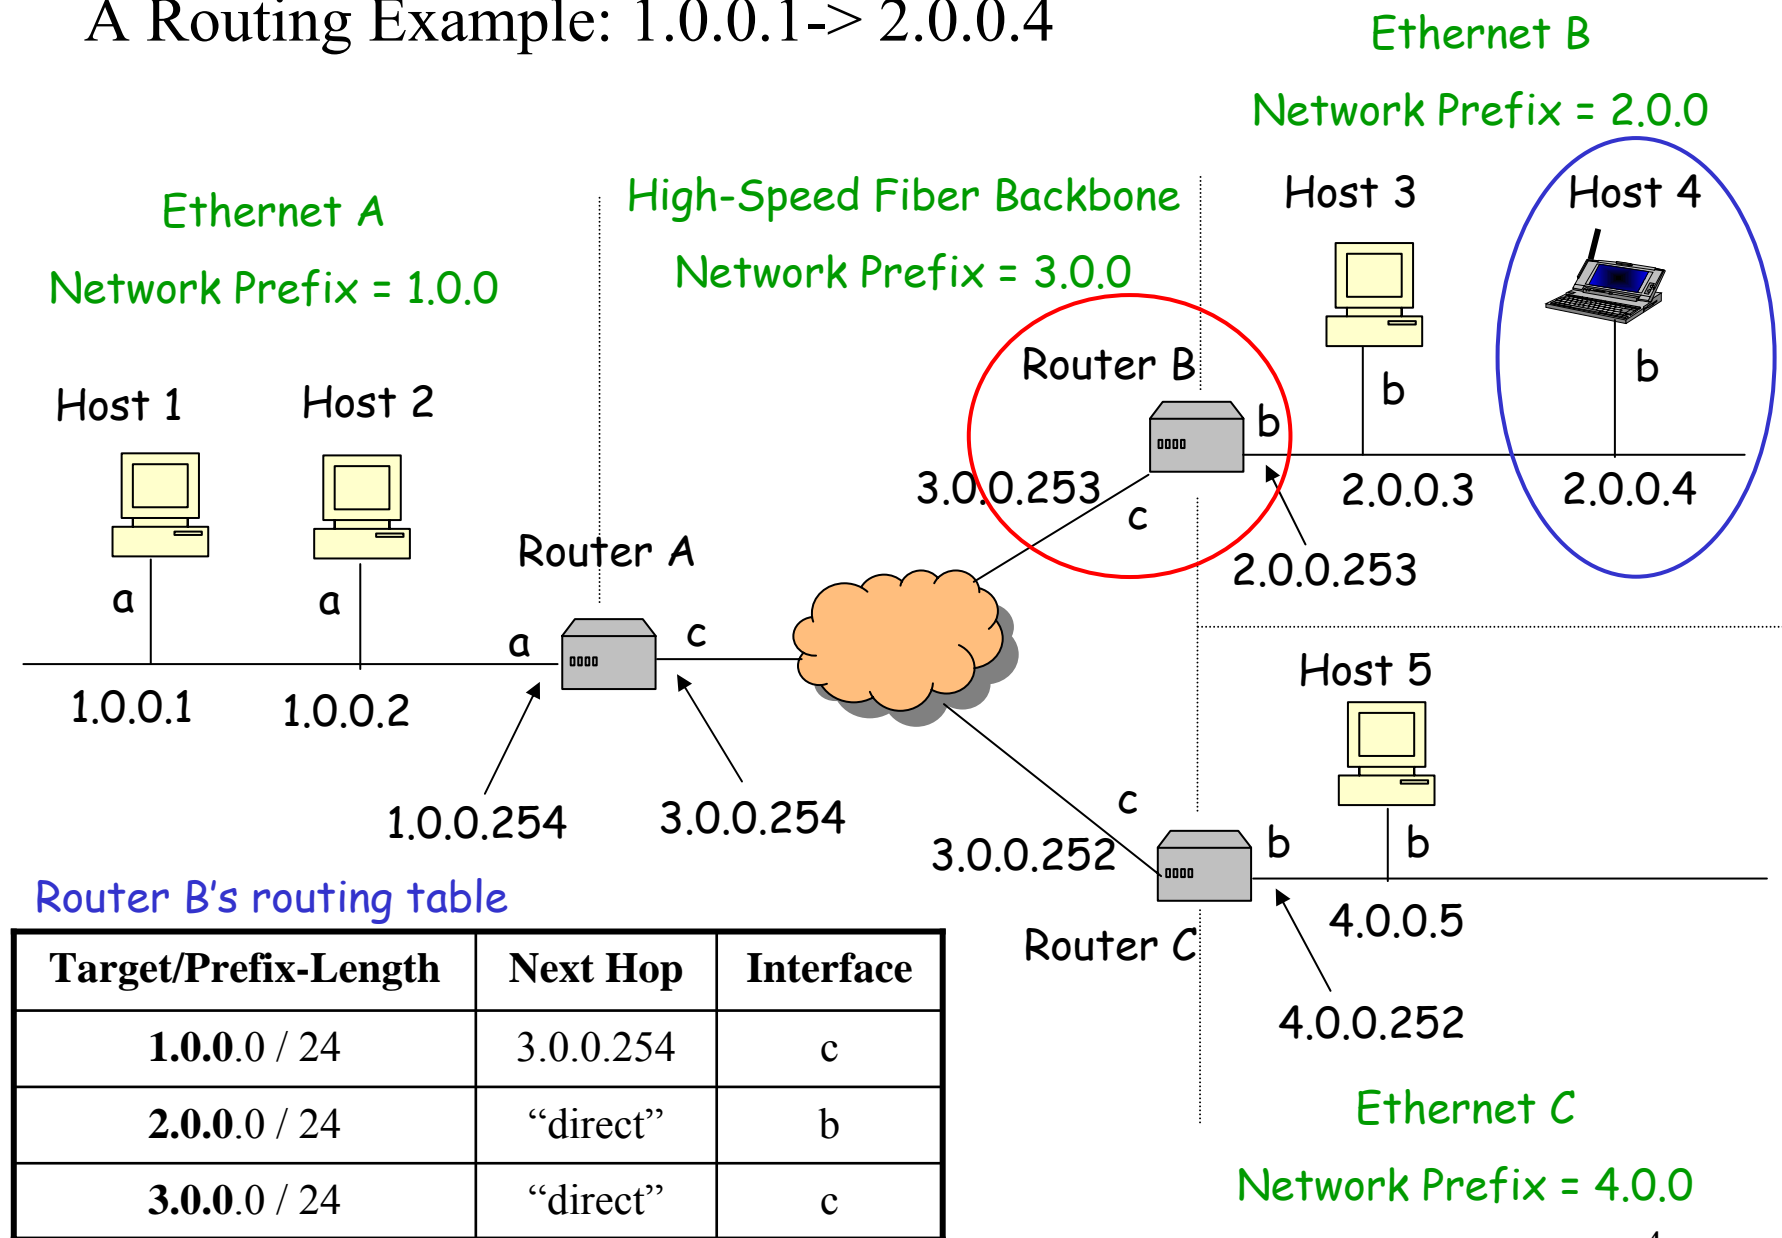 A Routing Example: 1.0.0.1-> 2.0.0.4
Ethernet B
Network Prefix = 2.0.0
Ethernet A
Network Prefix = 1.0.0
High-Speed Fiber Backbone
Network Prefix = 3.0.0
Host 3
Host 4
Router B
b
b
b
Host 1
Host 2
3.0.0.253
c
2.0.0.3
2.0.0.4
2.0.0.253
Router A
a
a
a
c
1.0.0.1
1.0.0.2
Host 5
1.0.0.254
3.0.0.254
c
3.0.0.252
b
b
Router C
4.0.0.5
4.0.0.252
Router B's routing table
Target/Prefix-Length Next Hop Interface
1.0.0.0 / 24 3.0.0.254 c
2.0.0.0 / 24 “direct” b
3.0.0.0 / 24 “direct” c
Ethernet C
Network Prefix = 4.0.0